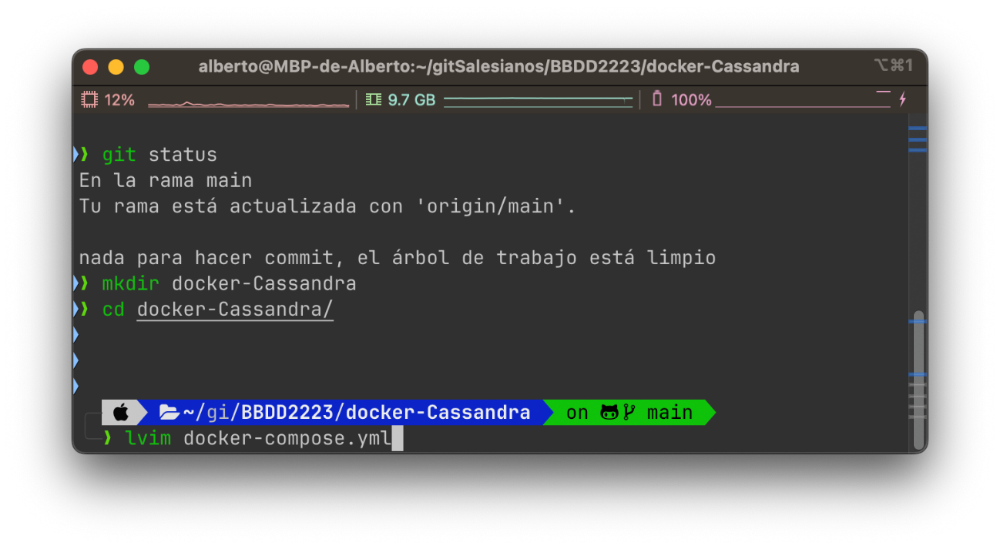 alberto@MBP-de-Alberto:~/gitSalesianos/BBDD2223/docker-Cassandra ⌥⌘1
12% 9.7 GB 100%
❯ git status
En la rama main
Tu rama está actualizada con 'origin/main'.
nada para hacer commit, el árbol de trabajo está limpio
❯ mkdir docker-Cassandra
❯ cd docker-Cassandra/
~/gi/BBDD2223/docker-Cassandra on main
❯ lvim docker-compose.yml